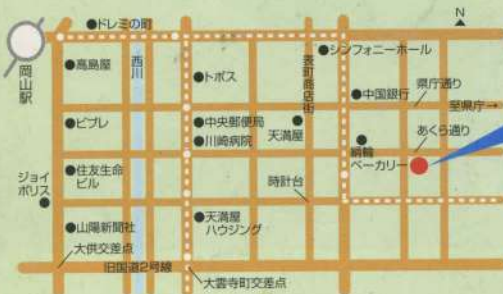 N
ドレミの町
岡山駅
高島屋
西川
トポス
シンフォニーホール
表町商店街
中国銀行
県庁通り
至県庁→
ビブレ
中央郵便局
川崎病院
天満屋
あくら通り
ベーカリー
住友生命
ビル
ジョイ
ポリス
時計台
山陽新聞社
天満屋
ハウジング
大供交差点
旧国道2号線
大雲寺町交差点